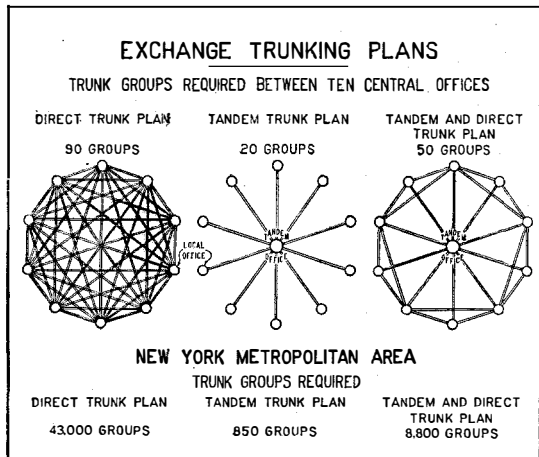 EXCHANGE TRUNKING PLANS
TRUNK GROUPS REQUIRED BETWEEN TEN CENTRAL OFFICES
DIRECT TRUNK PLAN
90 GROUPS
TANDEM TRUNK PLAN
20 GROUPS
TANDEM AND DIRECT
TRUNK PLAN
50 GROUPS
LOCAL
OFFICE
TANDEM
OFFICE
TANDEM
OFFICE
NEW YORK METROPOLITAN AREA
TRUNK GROUPS REQUIRED
DIRECT TRUNK PLAN
43,000 GROUPS
TANDEM TRUNK PLAN
850 GROUPS
TANDEM AND DIRECT
TRUNK PLAN
8,800 GROUPS